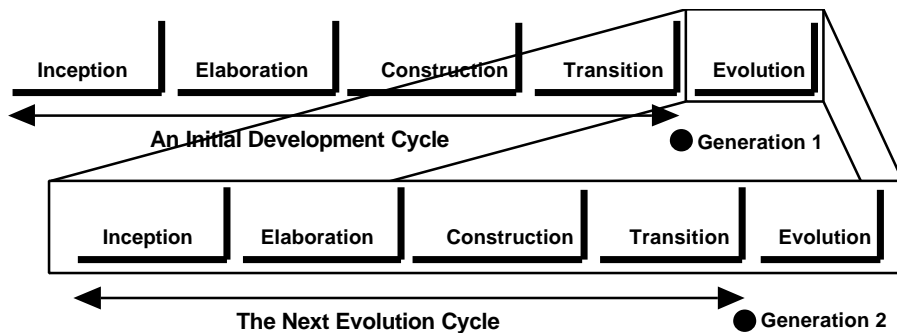 Inception Elaboration Construction Transition Evolution
An Initial Development Cycle
Generation 1
Inception Elaboration Construction Transition Evolution
The Next Evolution Cycle
Generation 2